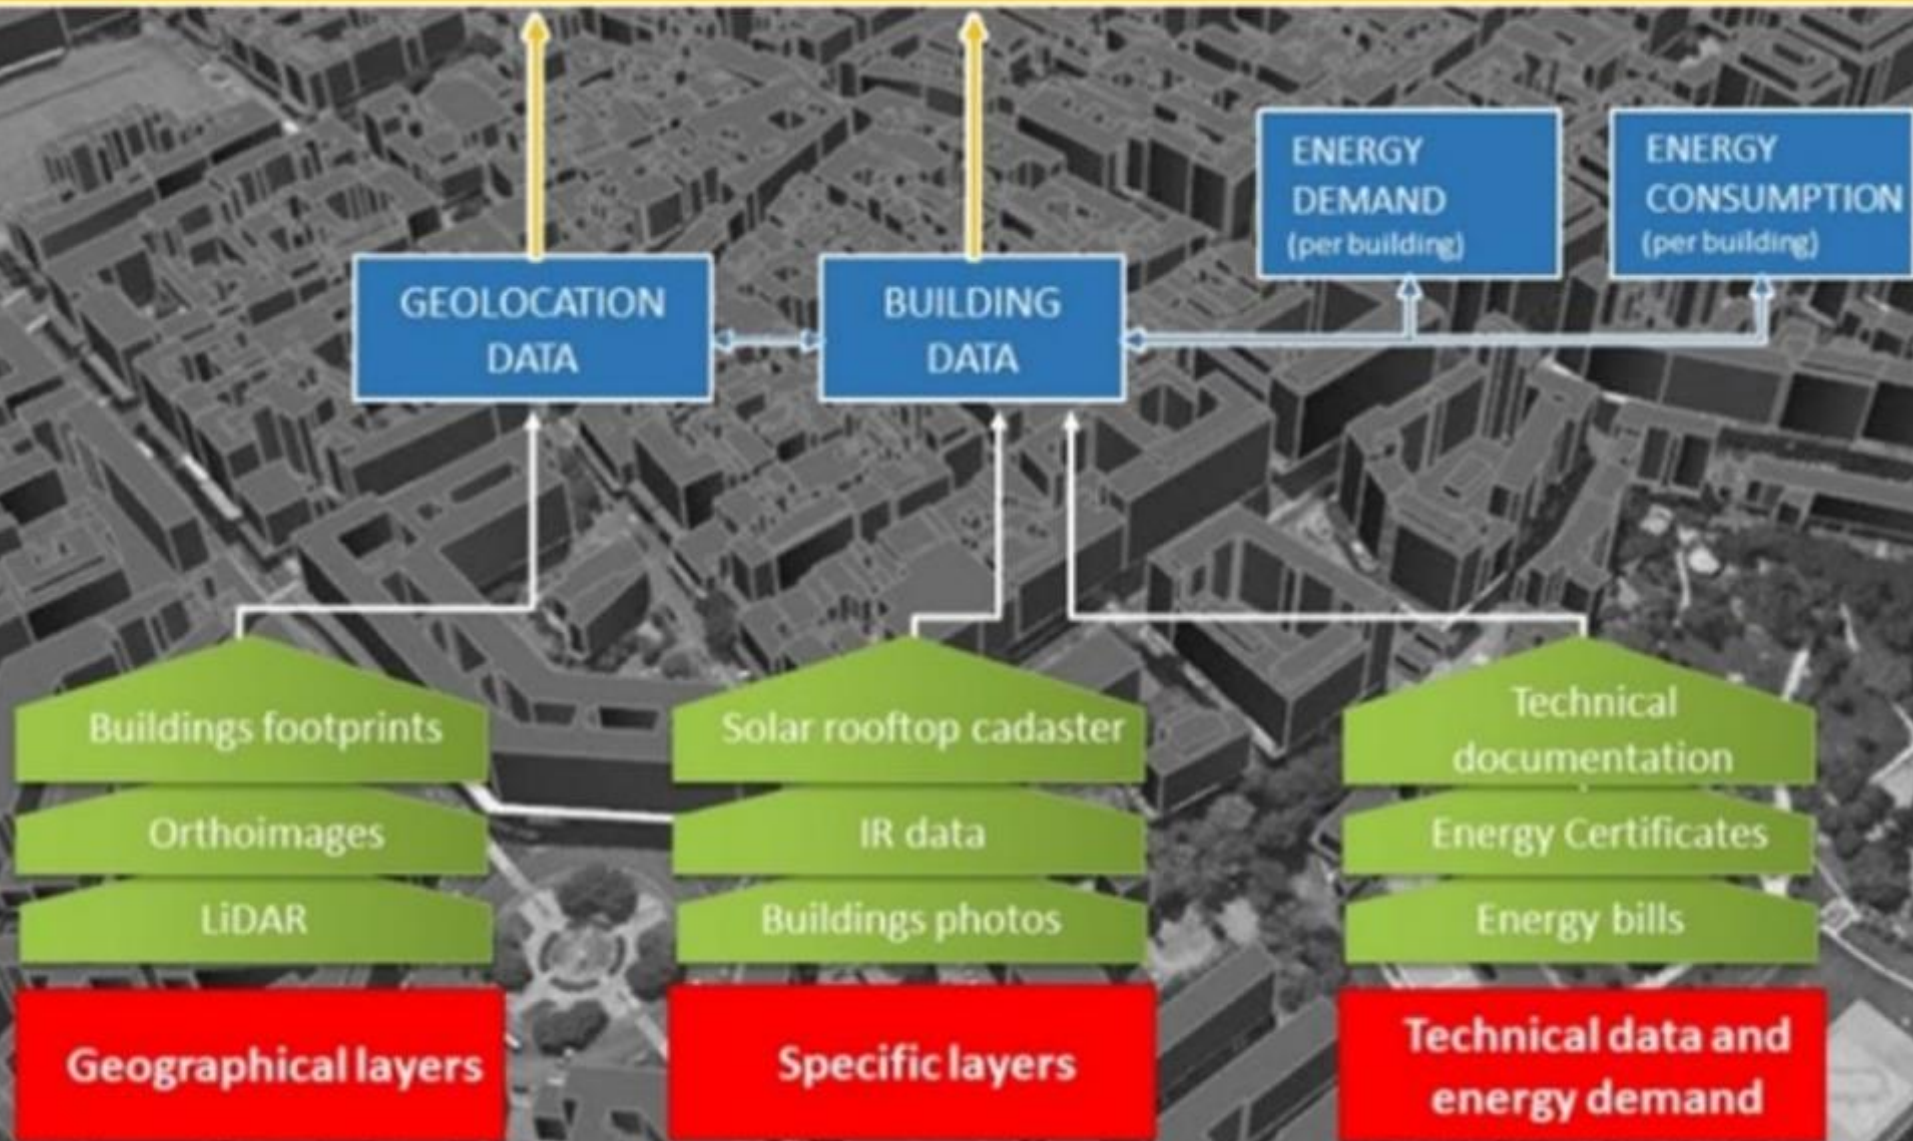 ENERGY
DEMAND
(per building)
ENERGY
CONSUMPTION
(per building)
GEOLOCATION
DATA
BUILDING
DATA
Buildings footprints
Orthoimages
LiDAR
Geographical layers
Solar rooftop cadaster
IR data
Buildings photos
Specific layers
Technical
documentation
Energy Certificates
Energy bills
Technical data and
energy demand